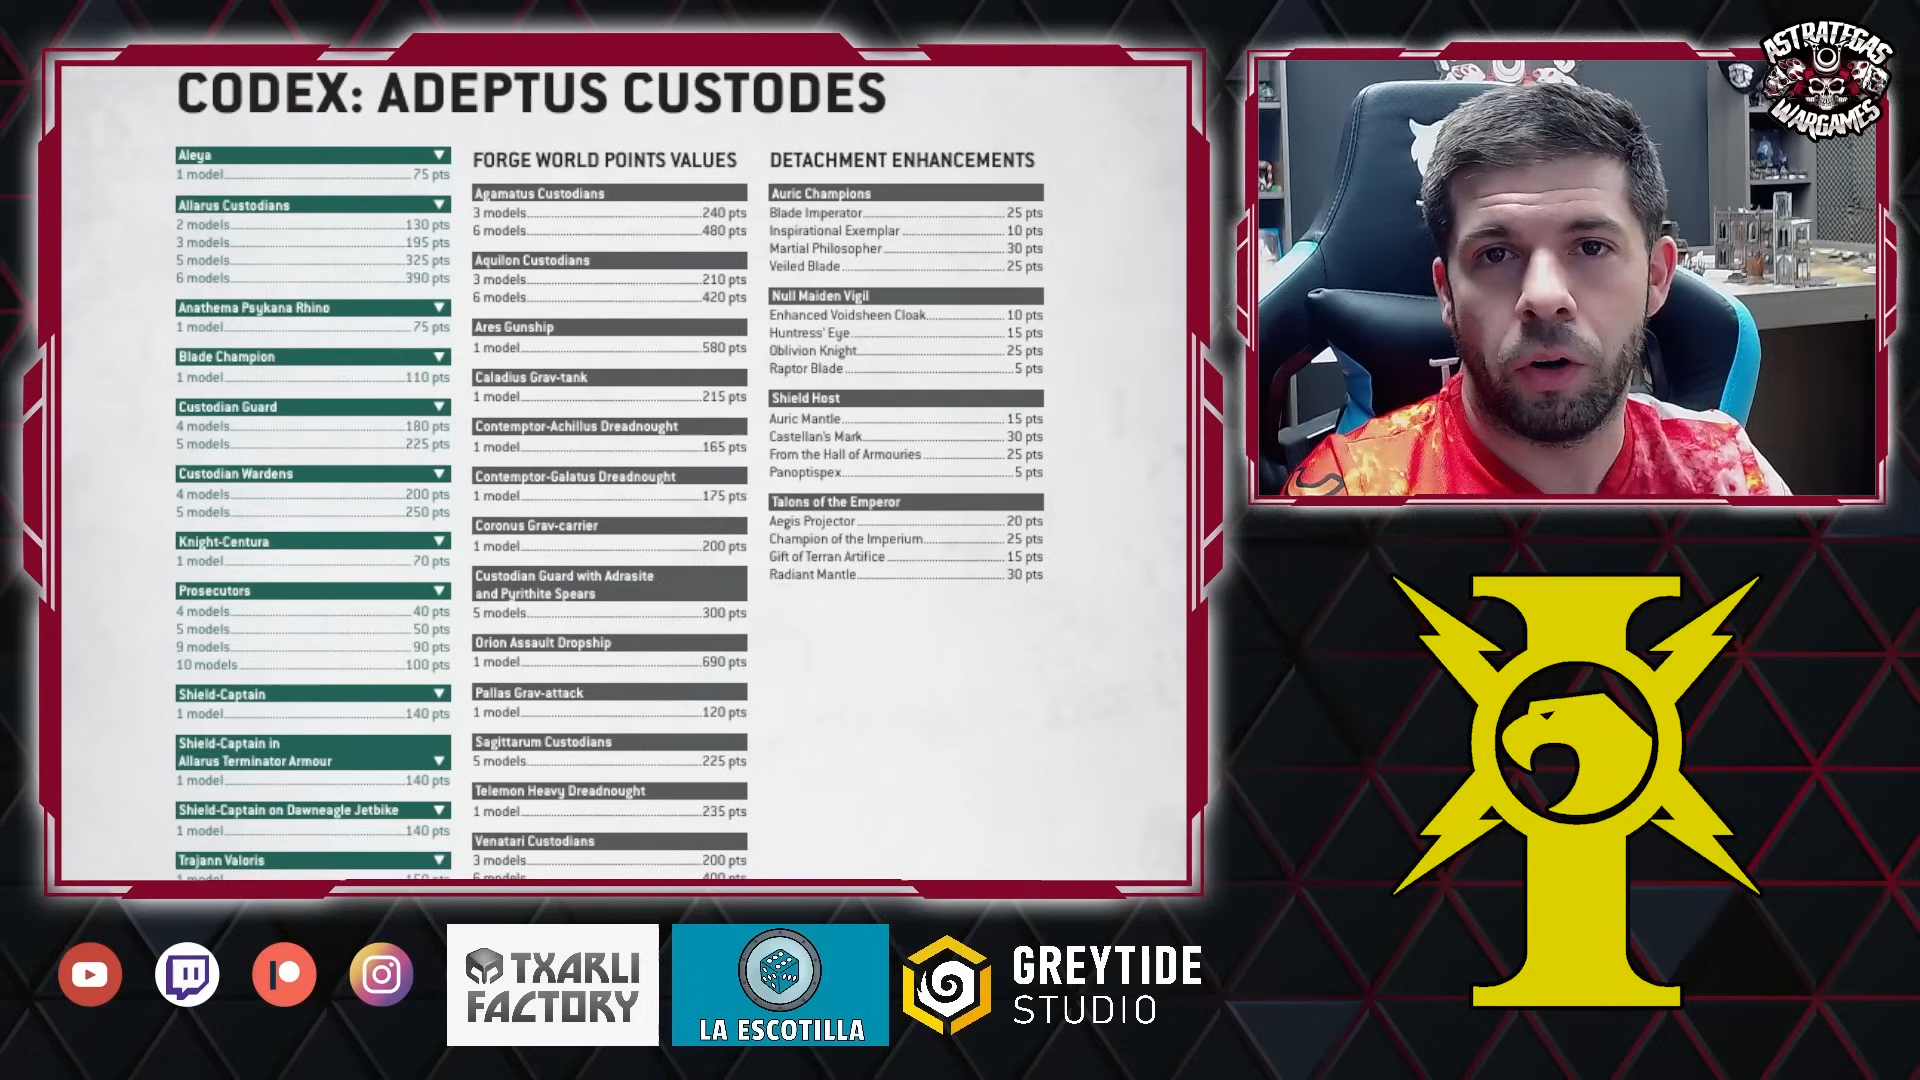 CODEX: ADEPTUS CUSTODES
Aleya
1 model 75 pts
Allarus Custodians
2 models 130 pts
3 models 195 pts
5 models 325 pts
6 models 390 pts
Anathema Psykana Rhino
1 model 75 pts
Blade Champion
1 model 110 pts
Custodian Guard
4 models 180 pts
5 models 225 pts
Custodian Wardens
4 models 200 pts
5 models 250 pts
Knight-Centura
1 model 70 pts
Prosecutors
4 models 40 pts
5 models 50 pts
9 models 90 pts
10 models 100 pts
Shield-Captain
1 model 140 pts
Shield-Captain in
Allarus Terminator Armour
1 model 140 pts
Shield-Captain on Dawneagle Jetbike
1 model 140 pts
Trajann Valoris
1 model
FORGE WORLD POINTS VALUES
Agamatus Custodians
3 models 240 pts
6 models 480 pts
Aquilon Custodians
3 models 210 pts
6 models 420 pts
Ares Gunship
1 model 580 pts
Caladius Grav-tank
1 model 215 pts
Contemptor-Achillus Dreadnought
1 model 165 pts
Contemptor-Galatus Dreadnought
1 model 175 pts
Coronus Grav-carrier
1 model 200 pts
Custodian Guard with Adrasite
and Pyrithite Spears
5 models 300 pts
Orion Assault Dropship
1 model 690 pts
Pallas Grav-attack
1 model 120 pts
Sagittarum Custodians
5 models 225 pts
Telemon Heavy Dreadnought
1 model 235 pts
Venatari Custodians
3 models 200 pts
6 models 400 pts
DETACHMENT ENHANCEMENTS
Auric Champions
Blade Imperator 25 pts
Inspirational Exemplar 10 pts
Martial Philosopher 30 pts
Veiled Blade 25 pts
Null Maiden Vigil
Enhanced Voidsheen Cloak 10 pts
Huntress' Eye 15 pts
Oblivion Knight 25 pts
Raptor Blade 5 pts
Shield Host
Auric Mantle 15 pts
Castellan's Mark 30 pts
From the Hall of Armouries 25 pts
Panoptispex 5 pts
Talons of the Emperor
Aegis Projector 20 pts
Champion of the Imperium 25 pts
Gift of Terran Artifice 15 pts
Radiant Mantle 30 pts
ASTRATEGAS
WARGAMES
TXARLI
FACTORY
LA ESCOTILLA
GREYTIDE
STUDIO